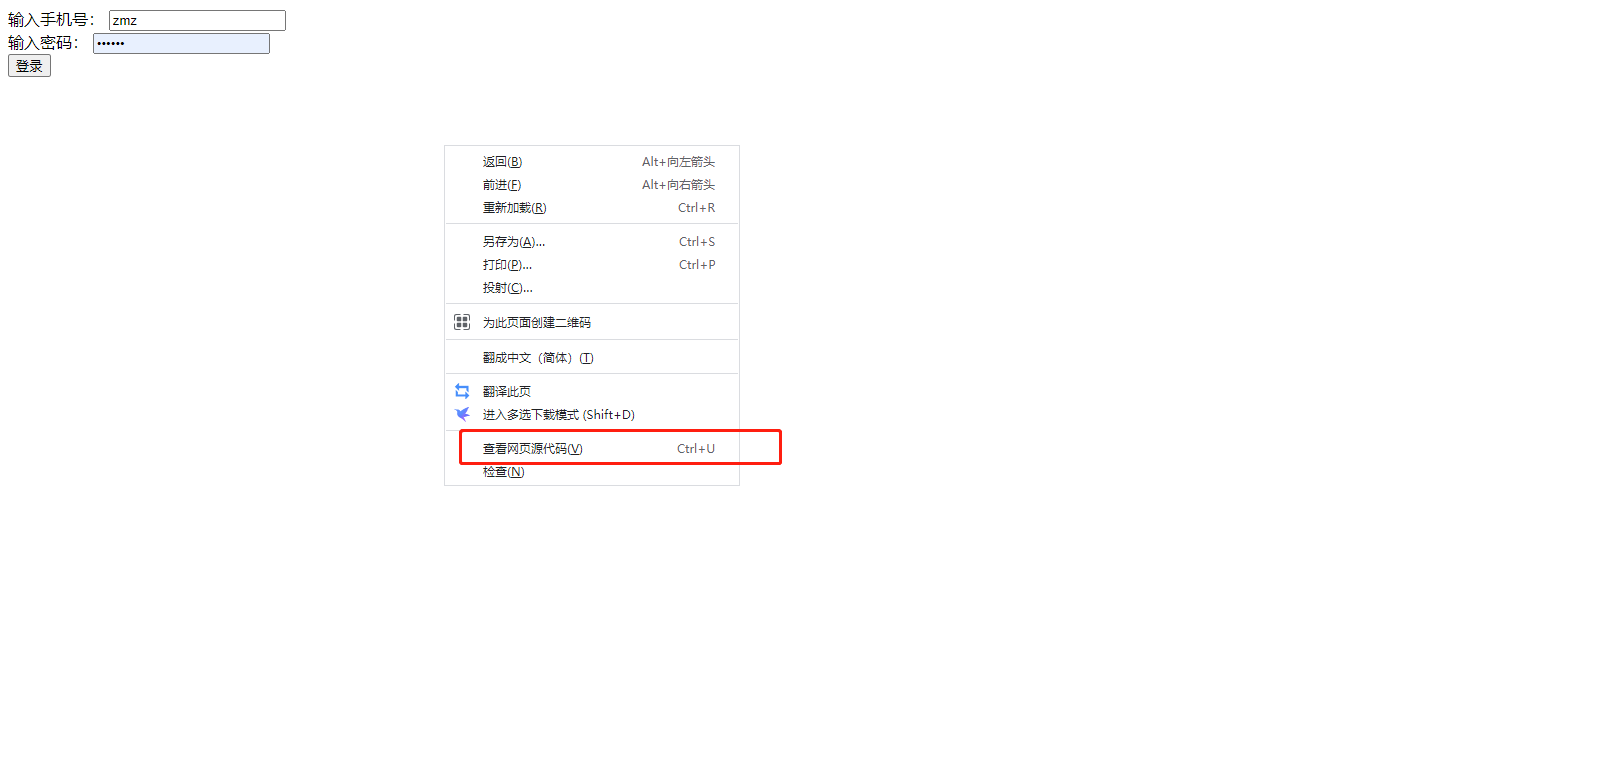 输入手机号： zmz
输入密码： ••••••
登录
返回(B) Alt+向左箭头
前进(F) Alt+向右箭头
重新加载(R) Ctrl+R
另存为(A)... Ctrl+S
打印(P)... Ctrl+P
投射(C)...
为此页面创建二维码
翻成中文（简体）(T)
翻译此页
进入多选下载模式 (Shift+D)
查看网页源代码(V) Ctrl+U
检查(N)